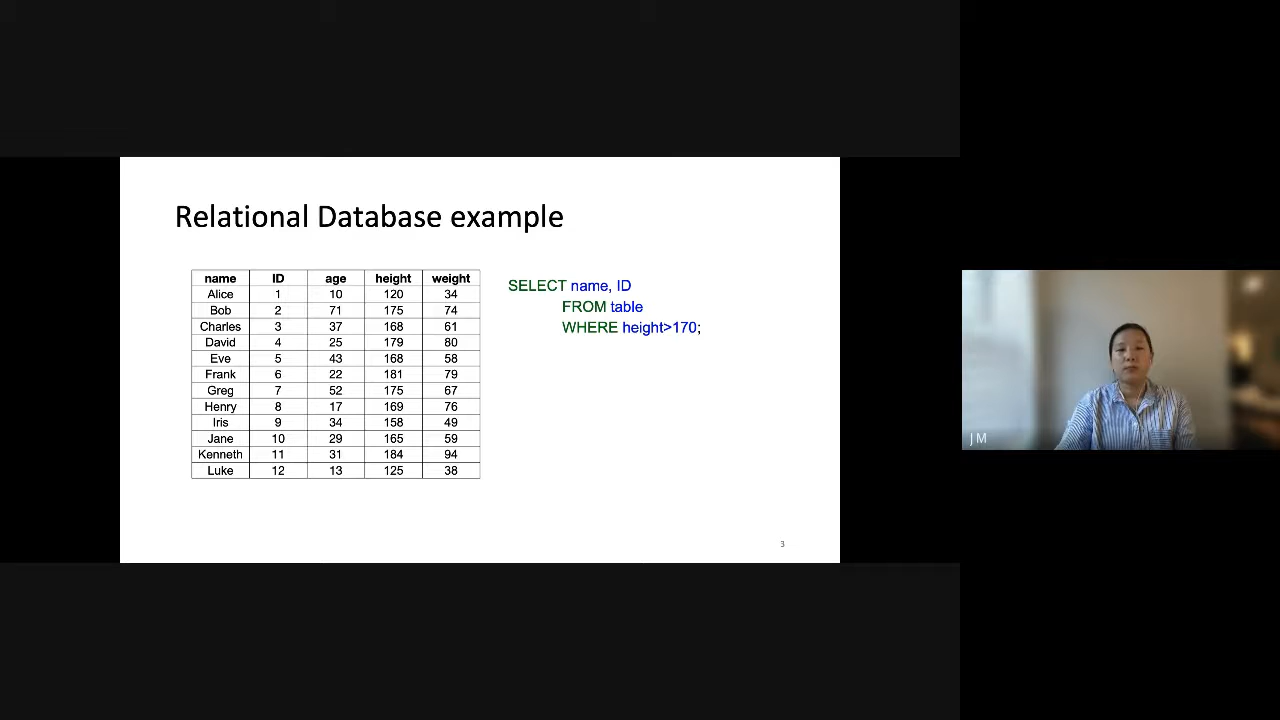 Relational Database example
name ID age height weight
Alice 1 10 120 34
Bob 2 71 175 74
Charles 3 37 168 61
David 4 25 179 80
Eve 5 43 168 58
Frank 6 22 181 79
Greg 7 52 175 67
Henry 8 17 169 76
Iris 9 34 158 49
Jane 10 29 165 59
Kenneth 11 31 184 94
Luke 12 13 125 38
SELECT name, ID
FROM table
WHERE height>170;
3
J M